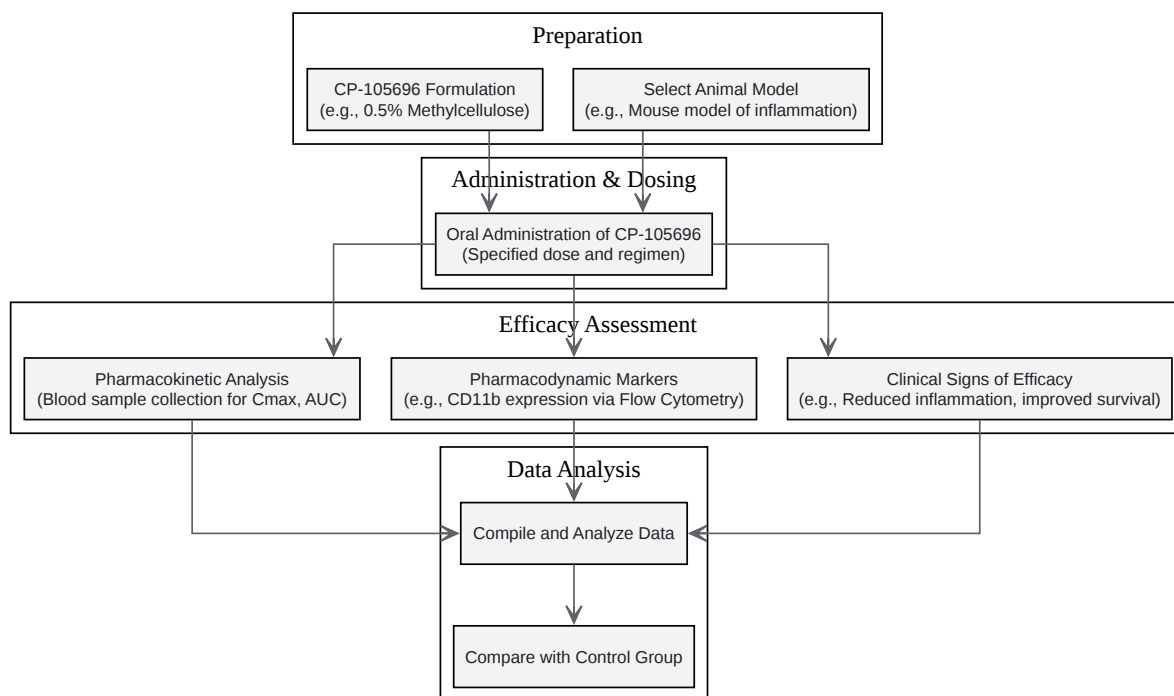 Preparation
CP-105696 Formulation
(e.g., 0.5% Methylcellulose)
Select Animal Model
(e.g., Mouse model of inflammation)
Administration & Dosing
Oral Administration of CP-105696
(Specified dose and regimen)
Efficacy Assessment
Pharmacokinetic Analysis
(Blood sample collection for Cmax, AUC)
Pharmacodynamic Markers
(e.g., CD11b expression via Flow Cytometry)
Clinical Signs of Efficacy
(e.g., Reduced inflammation, improved survival)
Data Analysis
Compile and Analyze Data
Compare with Control Group